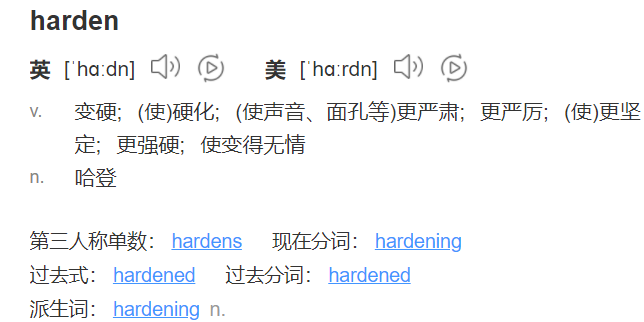 harden
英 [ˈhɑːdn] 美 [ˈhɑːrdn]
v. 变硬; (使)硬化; (使声音、面孔等)更严肃; 更严厉; (使)更坚
定; 更强硬; 使变得无情
n. 哈登
第三人称单数: hardens 现在分词: hardening
过去式: hardened 过去分词: hardened
派生词: hardening n.